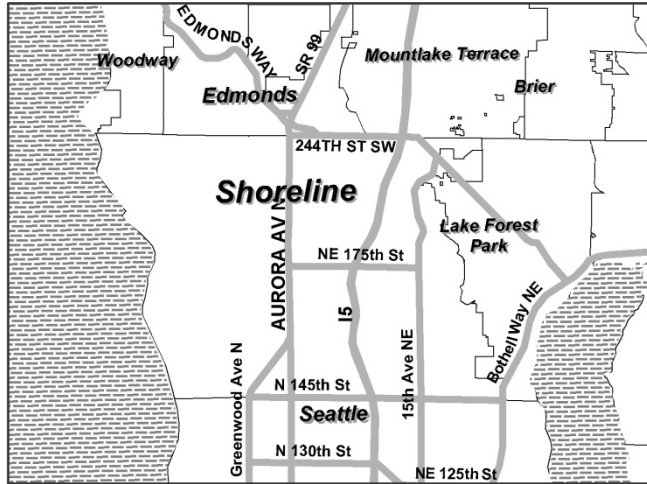 EDMONDS WAY
SR 99
Woodway
Mountlake Terrace
Edmonds
Brier
244TH ST SW
Shoreline
AURORA AV N
Lake Forest
Park
NE 175th St
I5
15th Ave NE
Bothell Way NE
Greenwood Ave N
N 145th St
Seattle
N 130th St
NE 125th St